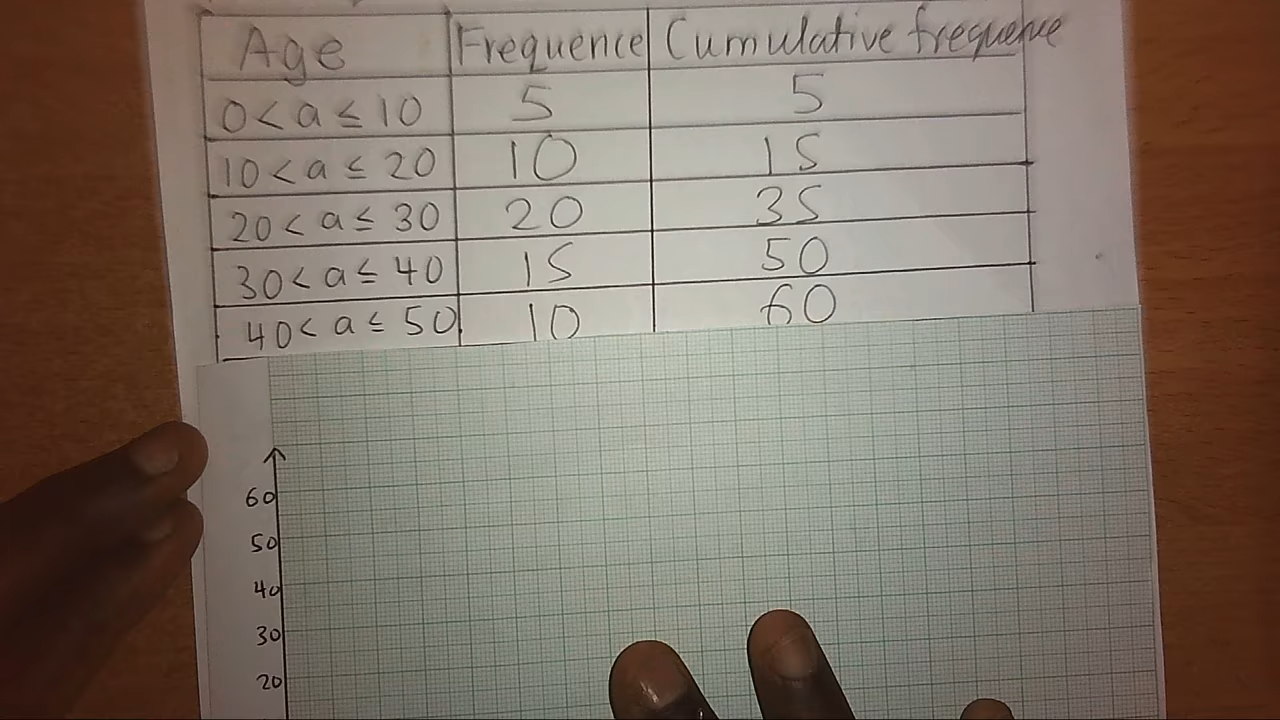 Age Frequence Cumulative frequence
0 < a ≤ 10 5 5
10 < a ≤ 20 10 15
20 < a ≤ 30 20 35
30 < a ≤ 40 15 50
40 < a ≤ 50 10 60
60
50
40
30
20